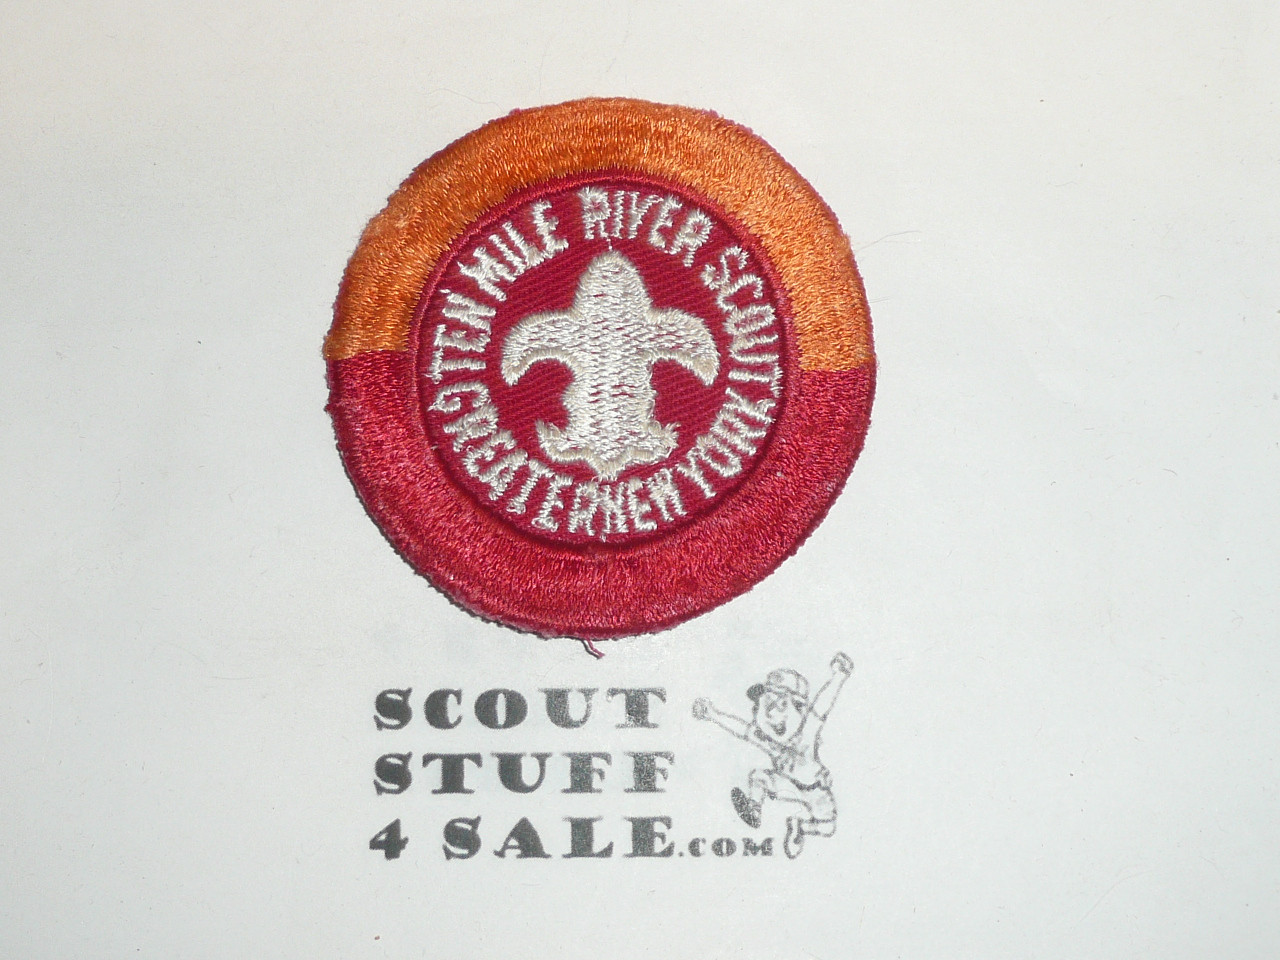 TEN MILE RIVER SCOUT
GREATER NEW YORK
SCOUT
STUFF
4 SALE.COM